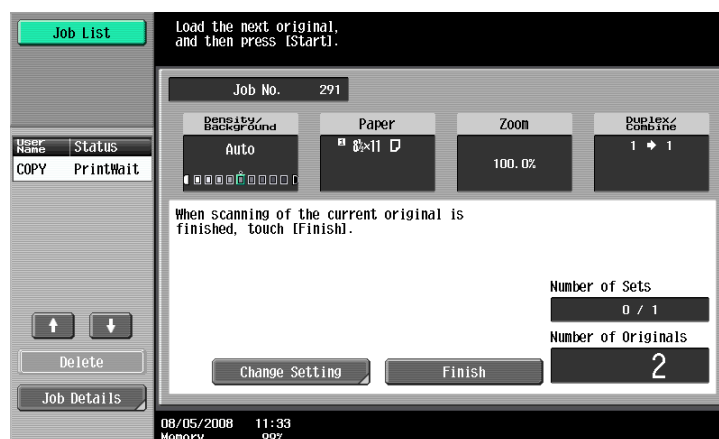 Job List
Load the next original,
and then press [Start].
Job No. 291
Density/
Background
Paper
Zoom
Duplex/
Combine
User
Name
Status
Auto
8½×11
100.0%
1 → 1
COPY PrintWait
When scanning of the current original is
finished, touch [Finish].
Number of Sets
0 / 1
Number of Originals
2
Delete
Change Setting
Finish
Job Details
08/05/2008 11:33
Memory 99%